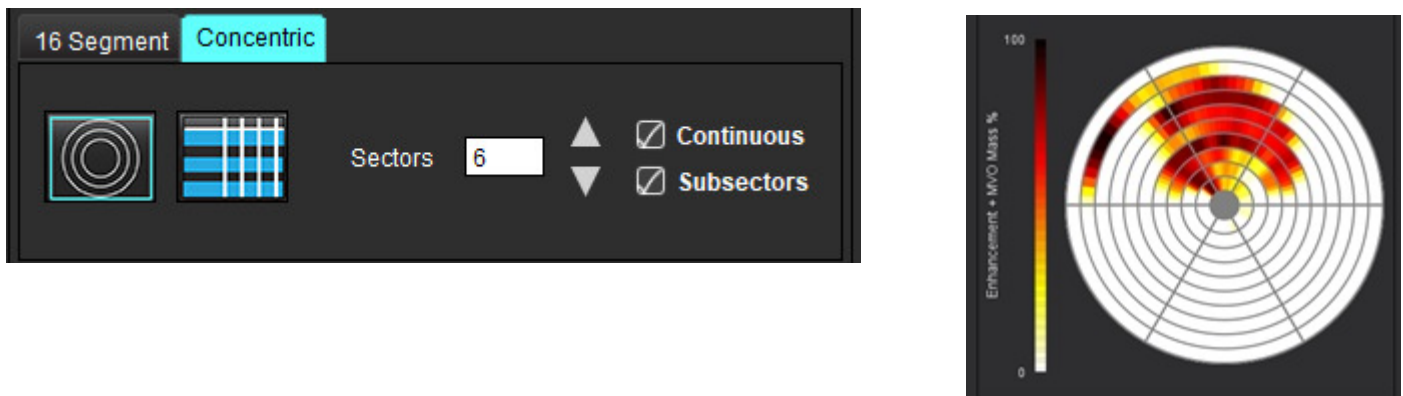 16 Segment Concentric
Sectors 6
Continuous
Subsectors
100
Enhancement + MVO Mass %
0